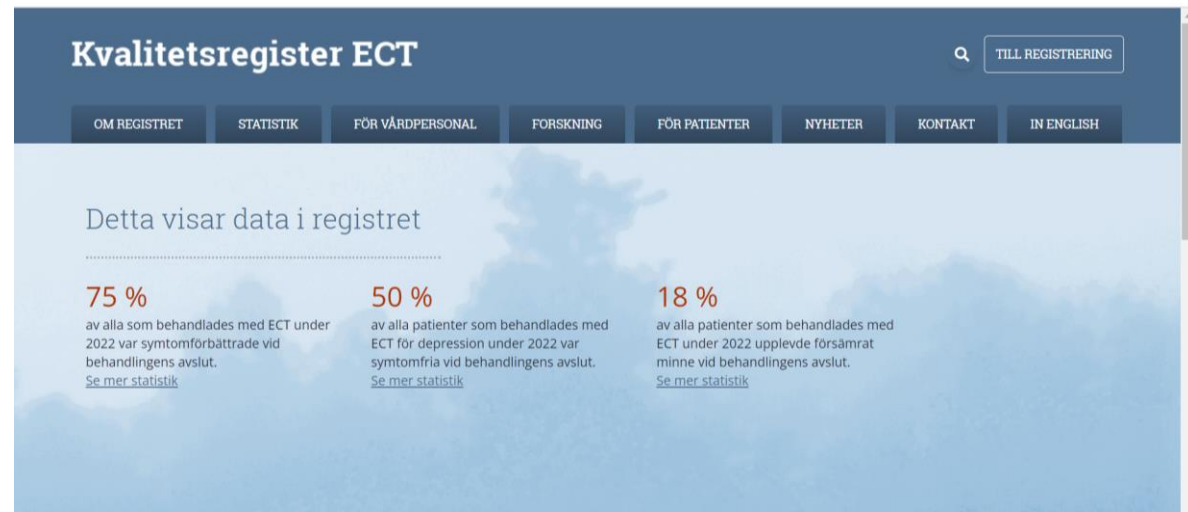 Kvalitetsregister ECT
TILL REGISTRERING
OM REGISTRET
STATISTIK
FÖR VÅRDPERSONAL
FORSKNING
FÖR PATIENTER
NYHETER
KONTAKT
IN ENGLISH
Detta visar data i registret
75 %
av alla som behandlades med ECT under
2022 var symtomförbättrade vid
behandlingens avslut.
Se mer statistik
50 %
av alla patienter som behandlades med
ECT för depression under 2022 var
symtomfria vid behandlingens avslut.
Se mer statistik
18 %
av alla patienter som behandlades med
ECT under 2022 upplevde försämrat
minne vid behandlingens avslut.
Se mer statistik